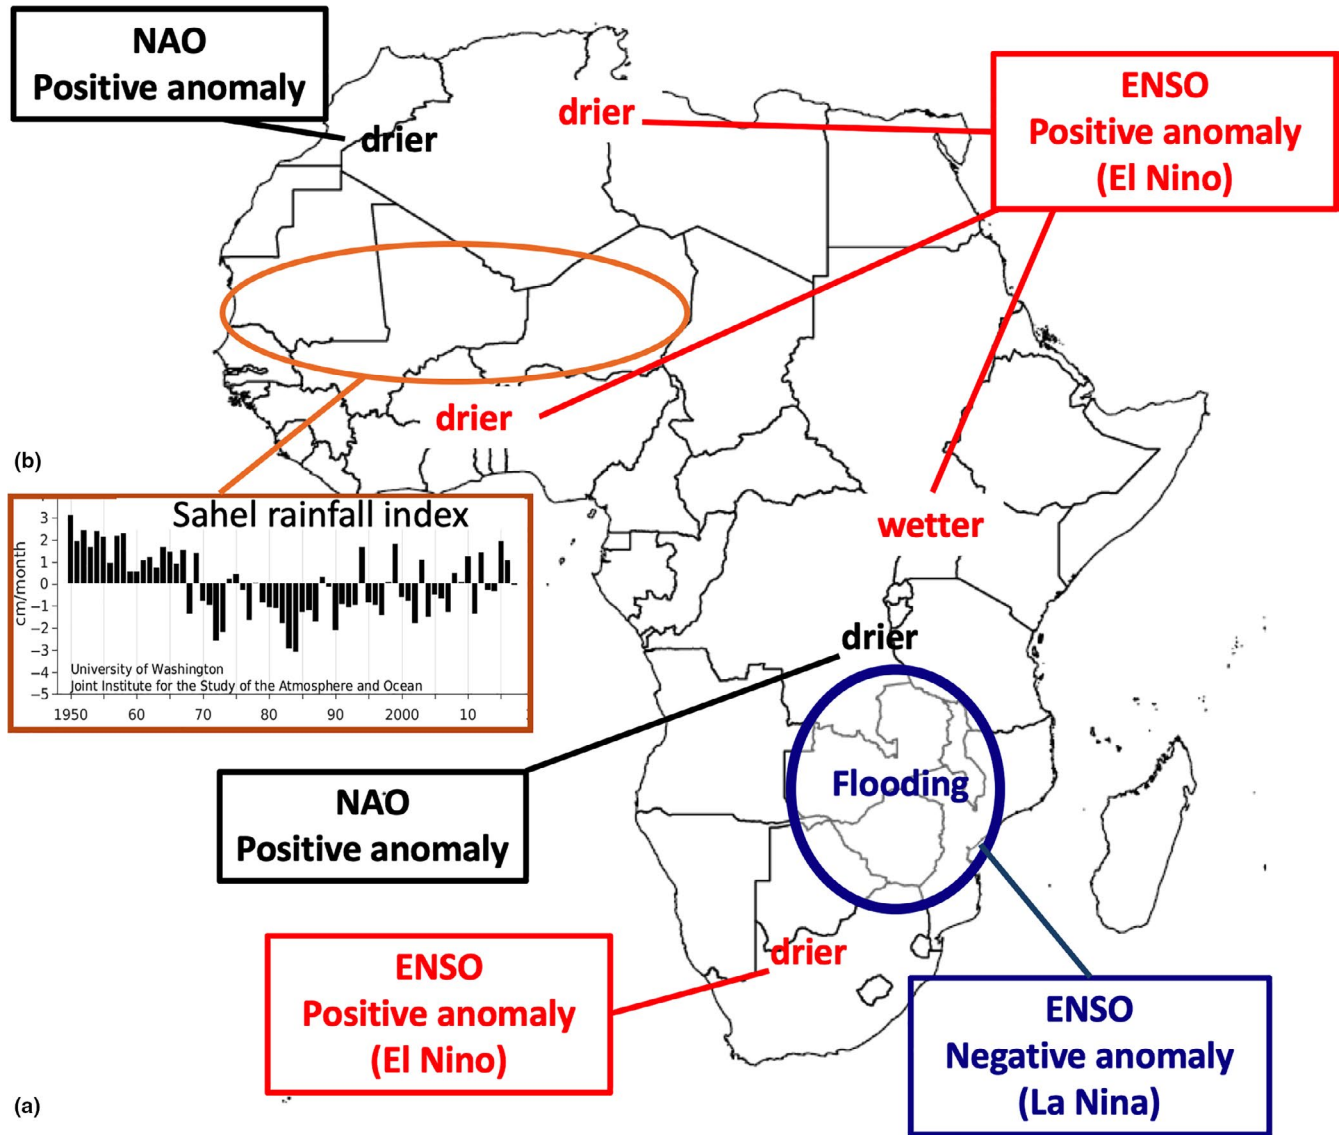 NAO
Positive anomaly
drier
drier
ENSO
Positive anomaly
(El Nino)
drier
wetter
(b)
Sahel rainfall index
cm/month
3
2
1
0
−1
−2
−3
−4
−5
University of Washington
Joint Institute for the Study of the Atmosphere and Ocean
1950 60 70 80 90 2000 10
drier
Flooding
NAO
Positive anomaly
drier
ENSO
Positive anomaly
(El Nino)
ENSO
Negative anomaly
(La Nina)
(a)